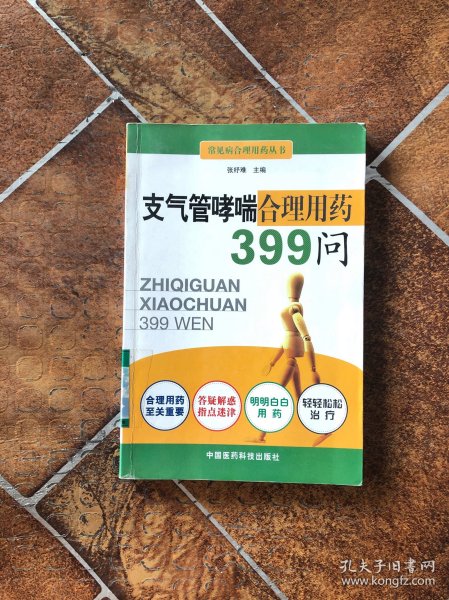 常见病合理用药丛书
张纾难 主编
支气管哮喘合理用药
399问
ZHIQIGUAN
XIAOCHUAN
399 WEN
合理用药
至关重要
答疑解惑
指点迷津
明明白白
用药
轻轻松松
治疗
中国医药科技出版社
孔夫子旧书网
www.kongfz.com